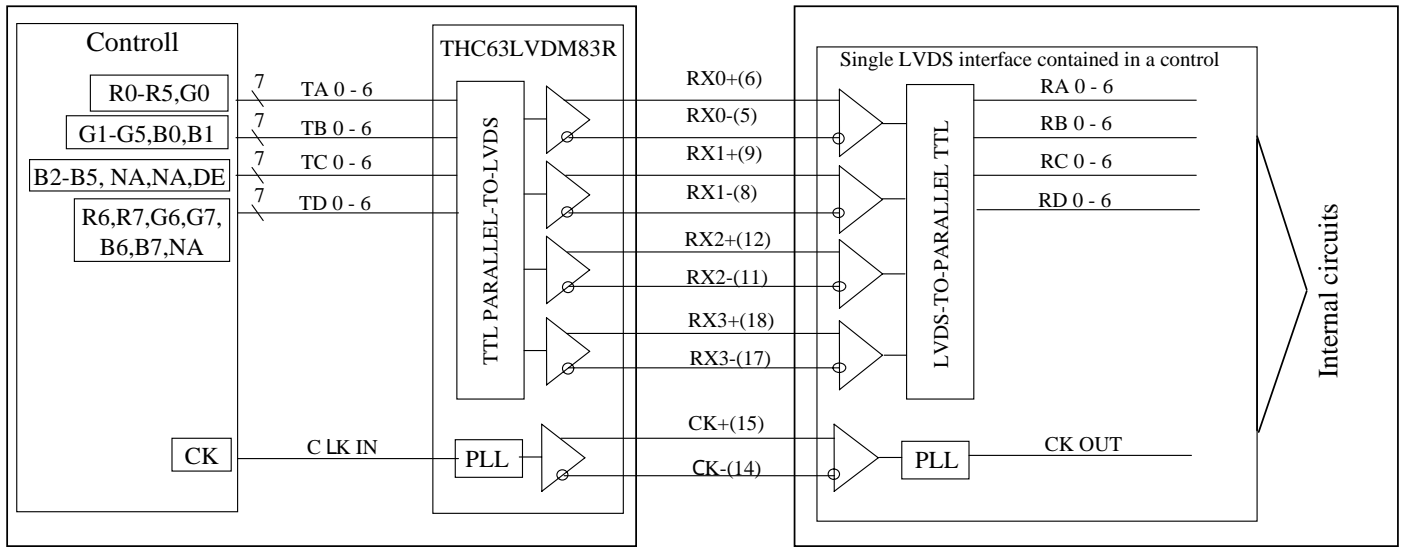 Controll
THC63LVDM83R
Single LVDS interface contained in a control
R0-R5,G0
7
TA 0 - 6
RX0+(6)
RA 0 - 6
G1-G5,B0,B1
7
TB 0 - 6
RX0-(5)
RB 0 - 6
B2-B5, NA,NA,DE
7
TC 0 - 6
RX1+(9)
RC 0 - 6
R6,R7,G6,G7,
B6,B7,NA
7
TD 0 - 6
RX1-(8)
RD 0 - 6
RX2+(12)
RX2-(11)
RX3+(18)
RX3-(17)
TTL PARALLEL-TO-LVDS
LVDS-TO-PARALLEL TTL
Internal circuits
CK
CLK IN
PLL
CK+(15)
CK-(14)
PLL
CK OUT